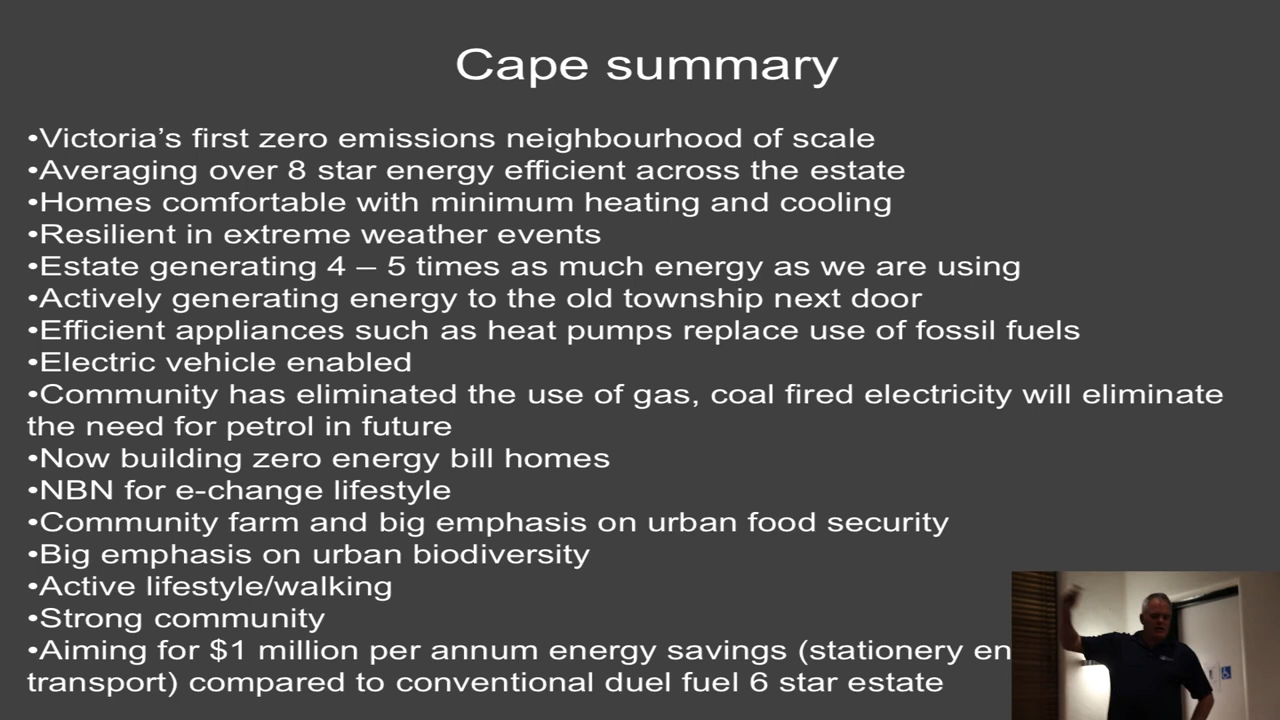 Cape summary
•Victoria’s first zero emissions neighbourhood of scale
•Averaging over 8 star energy efficient across the estate
•Homes comfortable with minimum heating and cooling
•Resilient in extreme weather events
•Estate generating 4 – 5 times as much energy as we are using
•Actively generating energy to the old township next door
•Efficient appliances such as heat pumps replace use of fossil fuels
•Electric vehicle enabled
•Community has eliminated the use of gas, coal fired electricity will eliminate
the need for petrol in future
•Now building zero energy bill homes
•NBN for e-change lifestyle
•Community farm and big emphasis on urban food security
•Big emphasis on urban biodiversity
•Active lifestyle/walking
•Strong community
•Aiming for $1 million per annum energy savings (stationery en
transport) compared to conventional duel fuel 6 star estate